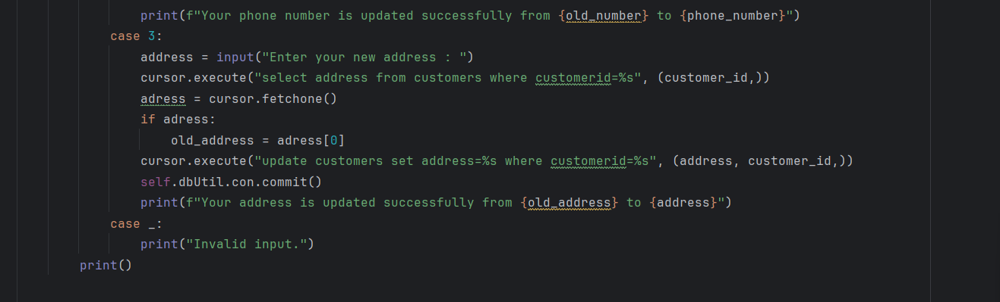 print(f"Your phone number is updated successfully from {old_number} to {phone_number}")
case 3:
address = input("Enter your new address : ")
cursor.execute("select address from customers where customerid=%s", (customer_id,))
adress = cursor.fetchone()
if adress:
old_address = adress[0]
cursor.execute("update customers set address=%s where customerid=%s", (address, customer_id,))
self.dbUtil.con.commit()
print(f"Your address is updated successfully from {old_address} to {address}")
case _:
print("Invalid input.")
print()